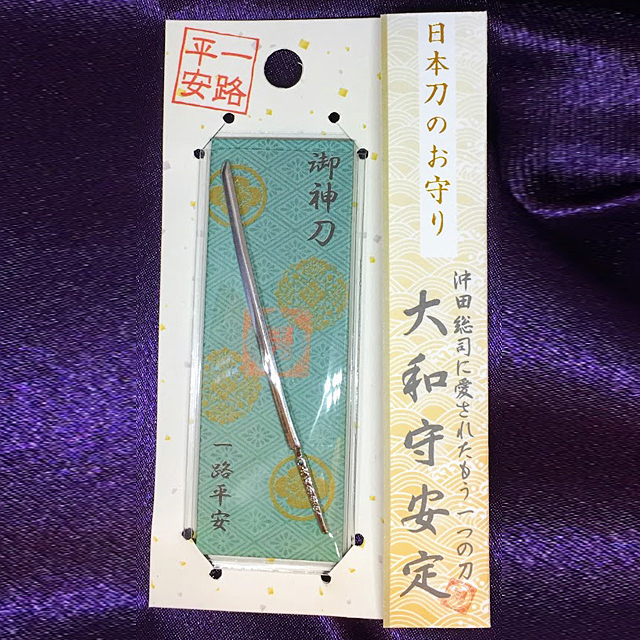 日本刀のお守り
沖田総司に愛されたもう一つの刀
大和守安定
一路
平安
御神刀
一路平安